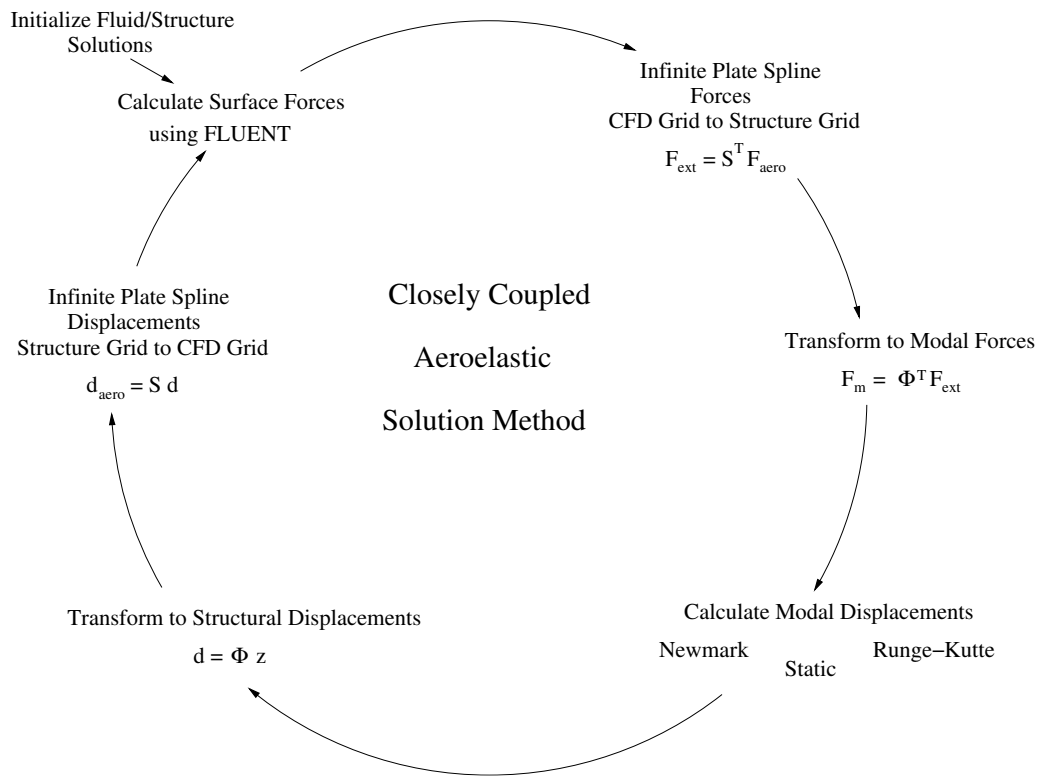 Initialize Fluid/Structure
Solutions
Calculate Surface Forces
using FLUENT
Infinite Plate Spline
Forces
CFD Grid to Structure Grid
F_ext = S^T F_aero
Transform to Modal Forces
F_m = Φ^T F_ext
Calculate Modal Displacements
Newmark
Static
Runge−Kutte
Transform to Structural Displacements
d = Φ z
Infinite Plate Spline
Displacements
Structure Grid to CFD Grid
d_aero = S d
Closely Coupled
Aeroelastic
Solution Method